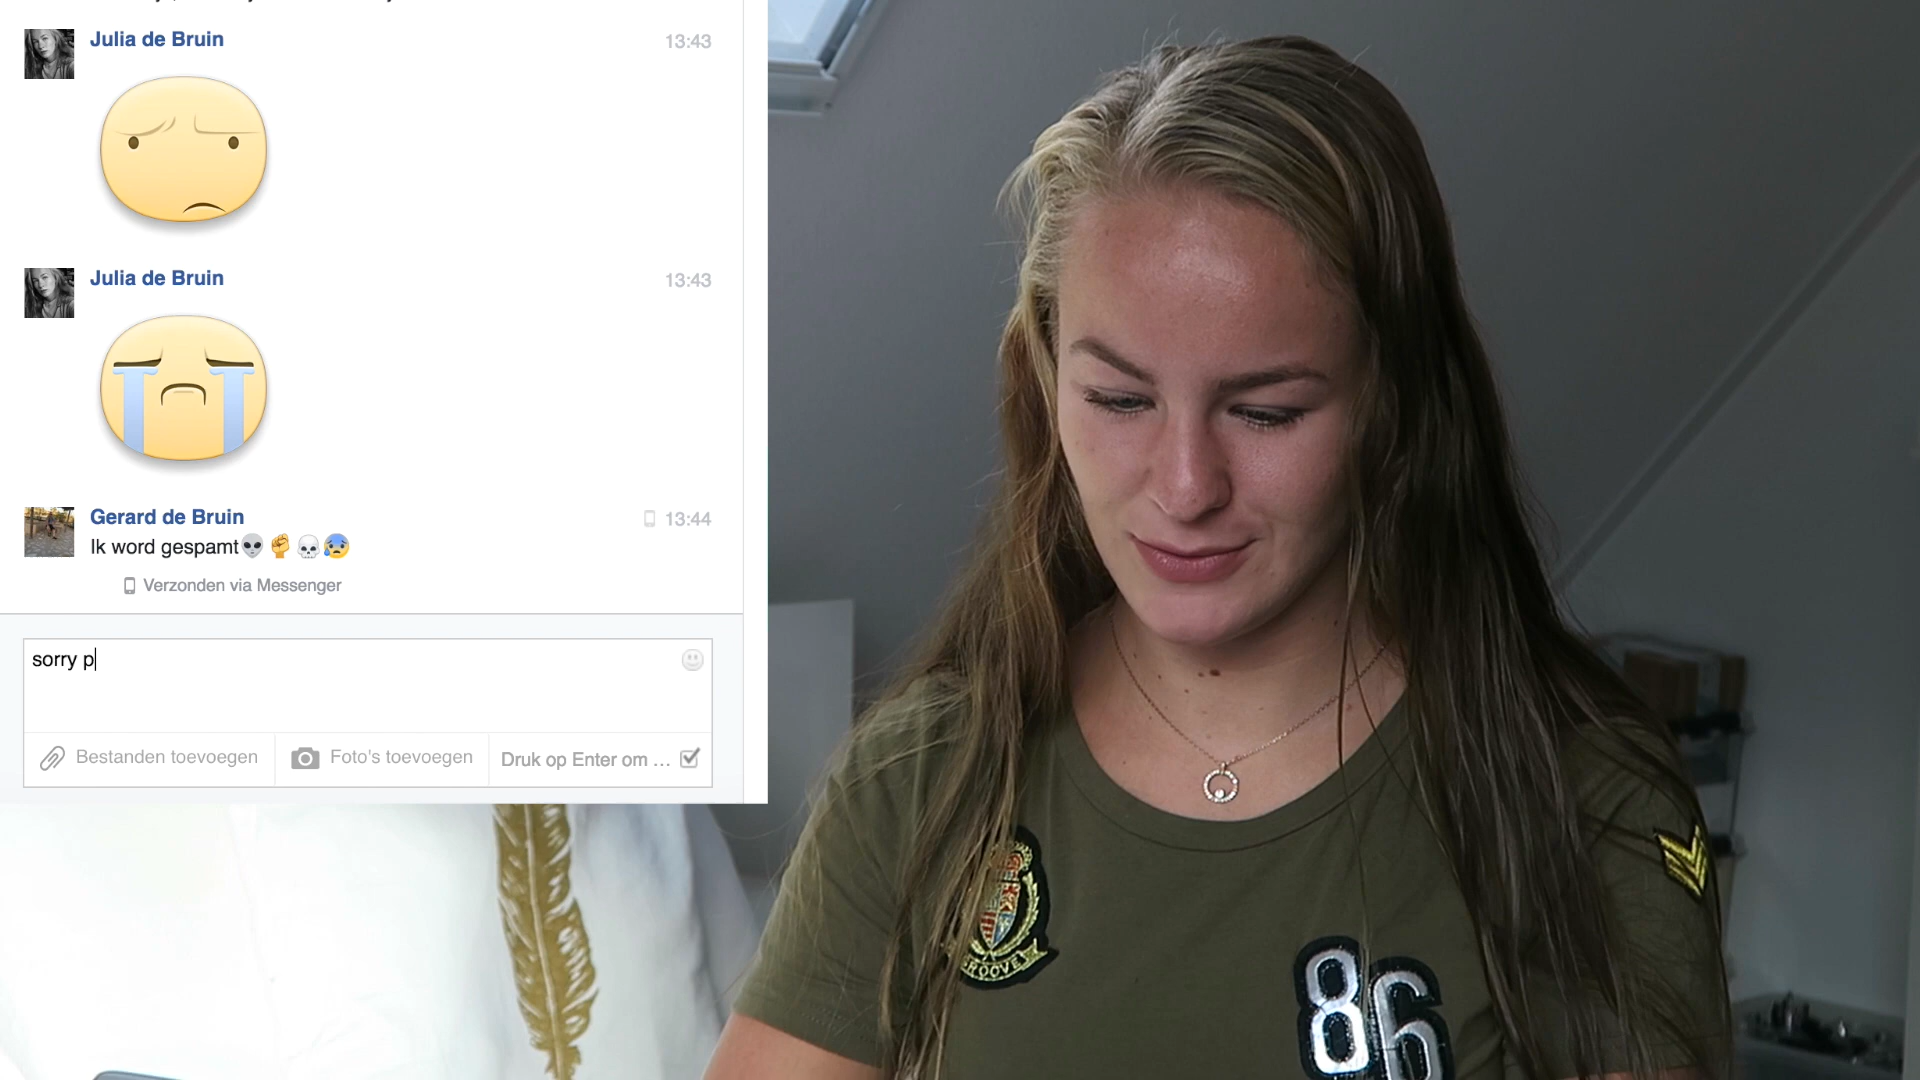 Julia de Bruin 13:43
Julia de Bruin 13:43
Gerard de Bruin 13:44
Ik word gespamt👽✊💀😰
Verzonden via Messenger
sorry p
Bestanden toevoegen Foto's toevoegen Druk op Enter om ...
ROOVE
86